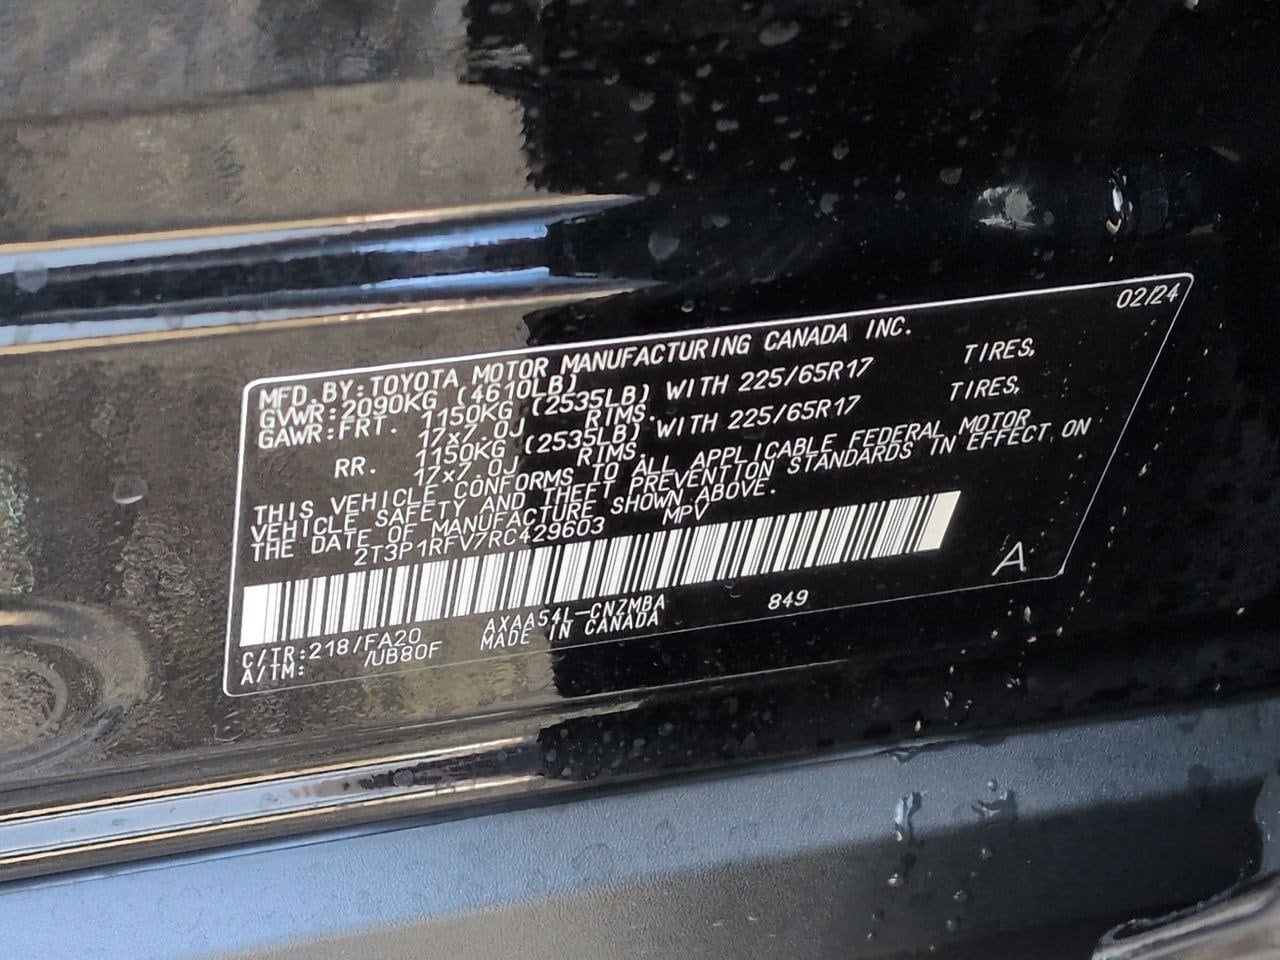 02/24
MFD.BY:TOYOTA MOTOR MANUFACTURING CANADA INC.
GVWR:2090KG (4610LB)
GAWR:FRT. 1150KG (2535LB) WITH 225/65R17 TIRES,
17x7.0J RIMS.
RR. 1150KG (2535LB) WITH 225/65R17 TIRES,
17x7.0J RIMS.
THIS VEHICLE CONFORMS TO ALL APPLICABLE FEDERAL MOTOR
VEHICLE SAFETY AND THEFT PREVENTION STANDARDS IN EFFECT ON
THE DATE OF MANUFACTURE SHOWN ABOVE.
2T3P1RFV7RC429603 MPV
A
C/TR:218/FA20 AXAA54L-CNZMBA 849
A/TM: /UB80F MADE IN CANADA